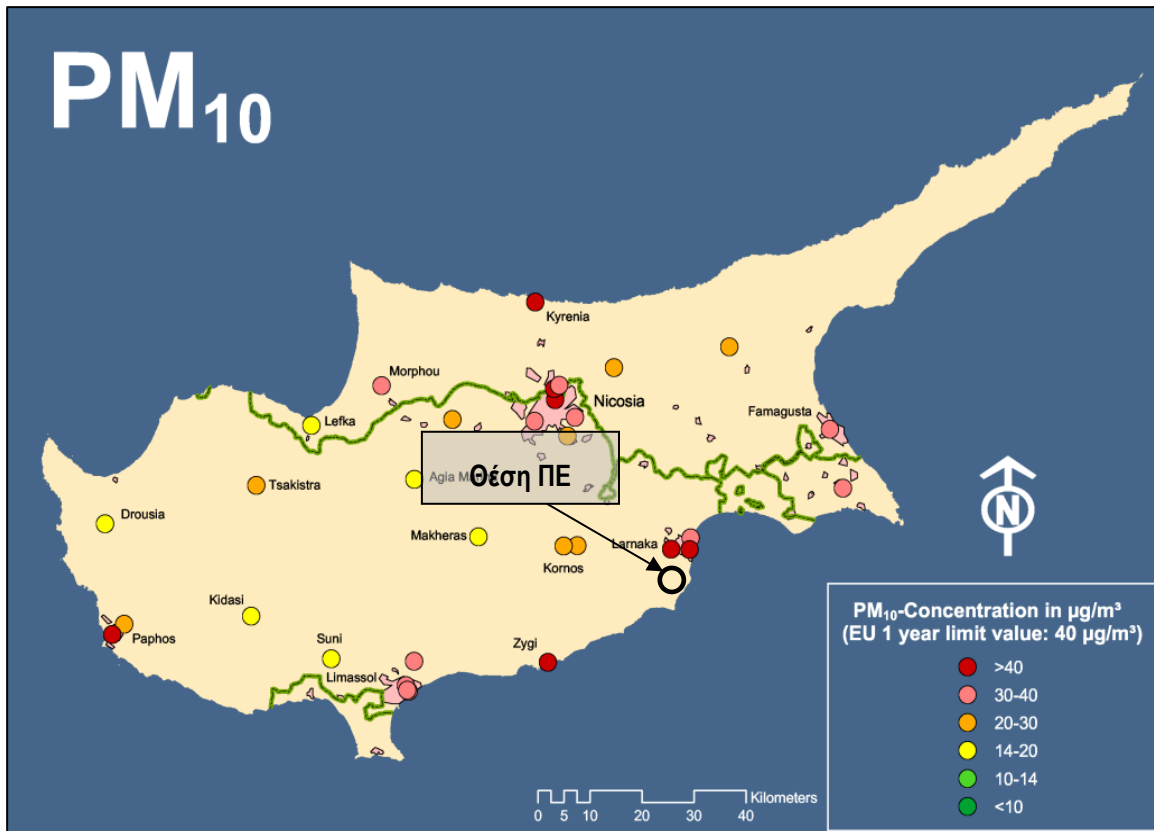 PM₁₀
Kyrenia
Morphou
Nicosia
Lefka
Famagusta
Θέση ΠΕ
Agia Marina
Tsakistra
Drousia
Makheras
Larnaka
Kornos
Kidasi
Paphos
Suni
Zygi
Limassol
N
PM₁₀-Concentration in µg/m³
(EU 1 year limit value: 40 µg/m³)
>40
30-40
20-30
14-20
10-14
<10
Kilometers
0 5 10 20 30 40